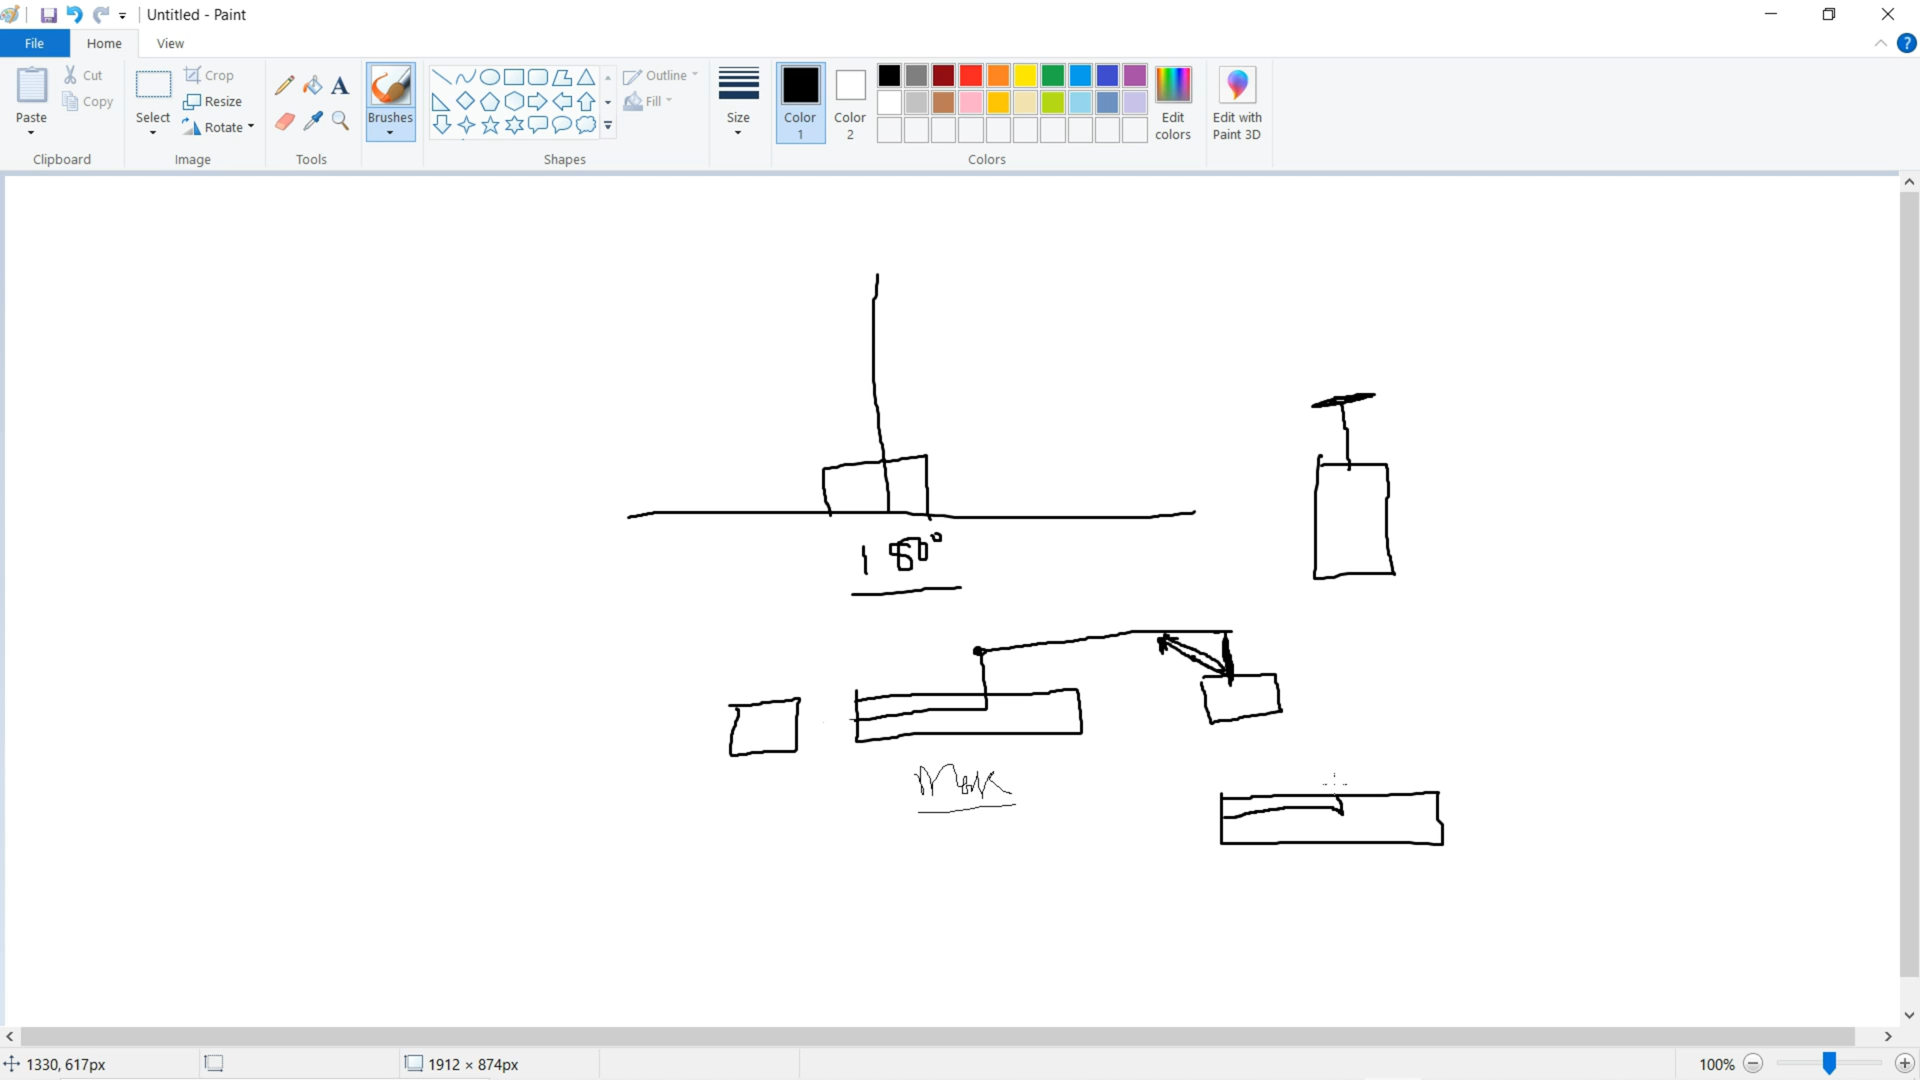 Untitled - Paint
File Home View
Paste
Cut
Copy
Clipboard
Select
Crop
Resize
Rotate
Image
Tools
Brushes
Shapes
Outline
Fill
Size
Color 1
Color 2
Colors
Edit colors
Edit with Paint 3D
180°
1330, 617px
1912 × 874px
100%